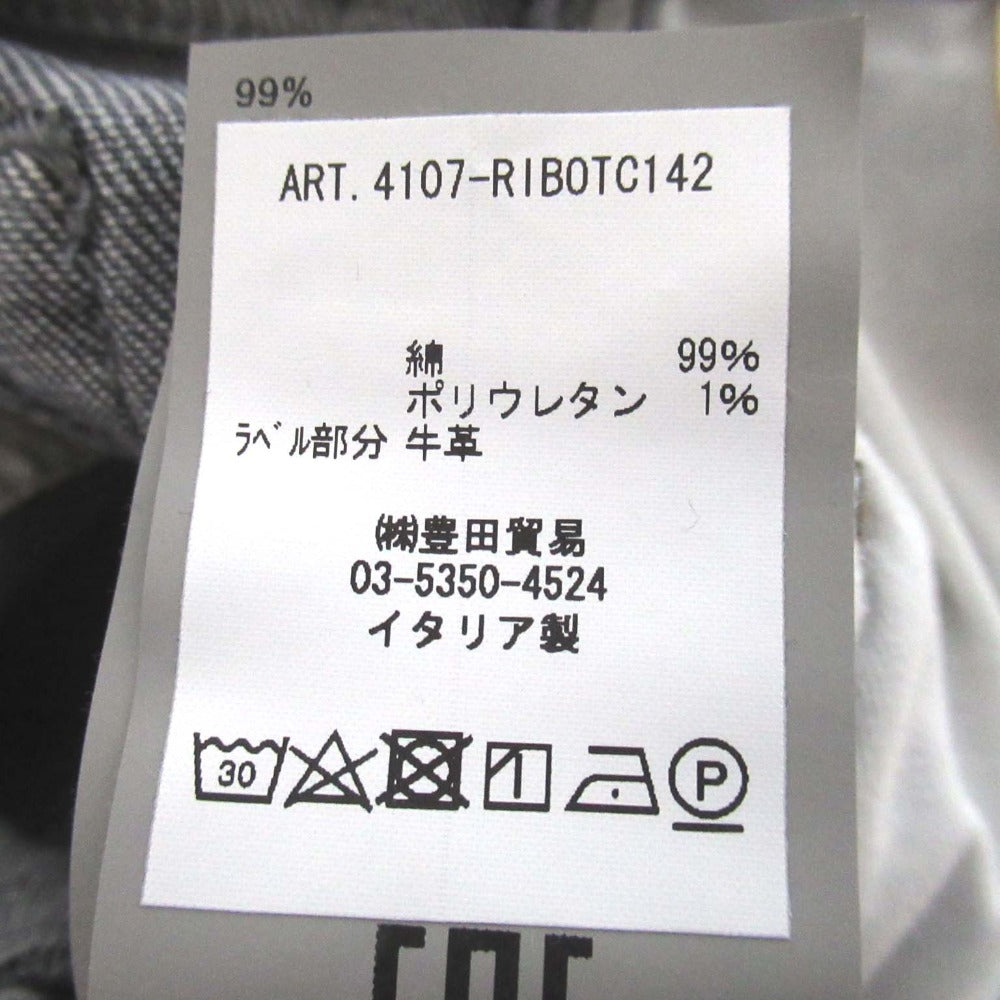 99%
ART. 4107-RIBOTC142
綿 99%
ポリウレタン 1%
ﾗﾍﾞﾙ部分 牛革
㈱豊田貿易
03-5350-4524
イタリア製
30 P